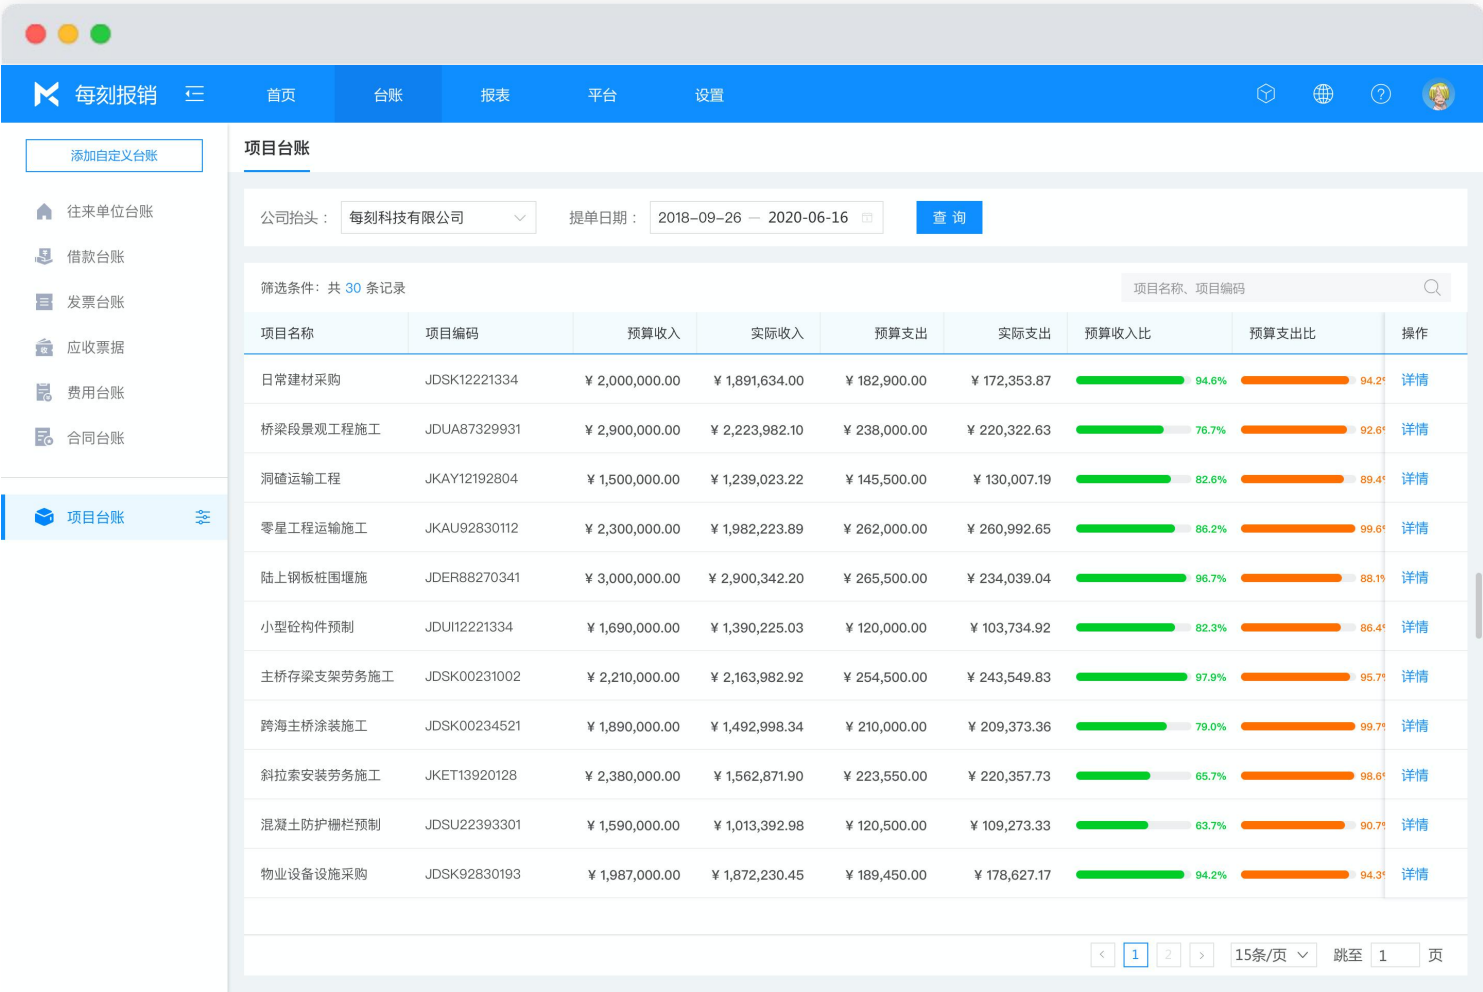 每刻报销 首页 台账 报表 平台 设置
添加自定义台账
往来单位台账
借款台账
发票台账
应收票据
费用台账
合同台账
项目台账
项目台账
公司抬头： 每刻科技有限公司 提单日期： 2018-09-26 — 2020-06-16 查 询
筛选条件：共 30 条记录 项目名称、项目编码
项目名称 项目编码 预算收入 实际收入 预算支出 实际支出 预算收入比 预算支出比 操作
日常建材采购 JDSK12221334 ¥ 2,000,000.00 ¥ 1,891,634.00 ¥ 182,900.00 ¥ 172,353.87 94.6% 94.2% 详情
桥梁段景观工程施工 JDUA87329931 ¥ 2,900,000.00 ¥ 2,223,982.10 ¥ 238,000.00 ¥ 220,322.63 76.7% 92.6% 详情
洞碴运输工程 JKAY12192804 ¥ 1,500,000.00 ¥ 1,239,023.22 ¥ 145,500.00 ¥ 130,007.19 82.6% 89.4% 详情
零星工程运输施工 JKAU92830112 ¥ 2,300,000.00 ¥ 1,982,223.89 ¥ 262,000.00 ¥ 260,992.65 86.2% 99.6% 详情
陆上钢板桩围堰施 JDER88270341 ¥ 3,000,000.00 ¥ 2,900,342.20 ¥ 265,500.00 ¥ 234,039.04 96.7% 88.1% 详情
小型砼构件预制 JDUI12221334 ¥ 1,690,000.00 ¥ 1,390,225.03 ¥ 120,000.00 ¥ 103,734.92 82.3% 86.4% 详情
主桥存梁支架劳务施工 JDSK00231002 ¥ 2,210,000.00 ¥ 2,163,982.92 ¥ 254,500.00 ¥ 243,549.83 97.9% 95.7% 详情
跨海主桥涂装施工 JDSK00234521 ¥ 1,890,000.00 ¥ 1,492,998.34 ¥ 210,000.00 ¥ 209,373.36 79.0% 99.7% 详情
斜拉索安装劳务施工 JKET13920128 ¥ 2,380,000.00 ¥ 1,562,871.90 ¥ 223,550.00 ¥ 220,357.73 65.7% 98.6% 详情
混凝土防护栅栏预制 JDSU22393301 ¥ 1,590,000.00 ¥ 1,013,392.98 ¥ 120,500.00 ¥ 109,273.33 63.7% 90.7% 详情
物业设备设施采购 JDSK92830193 ¥ 1,987,000.00 ¥ 1,872,230.45 ¥ 189,450.00 ¥ 178,627.17 94.2% 94.3% 详情
1 2 15条/页 跳至 1 页